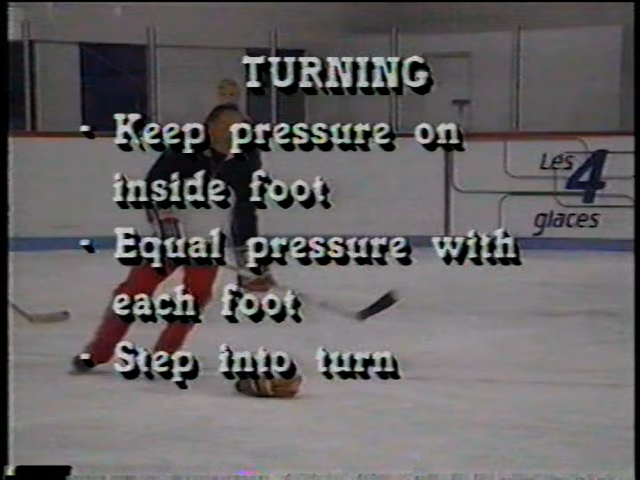 TURNING
- Keep pressure on
inside foot
- Equal pressure with
each foot
- Step into turn
Les 4
glaces